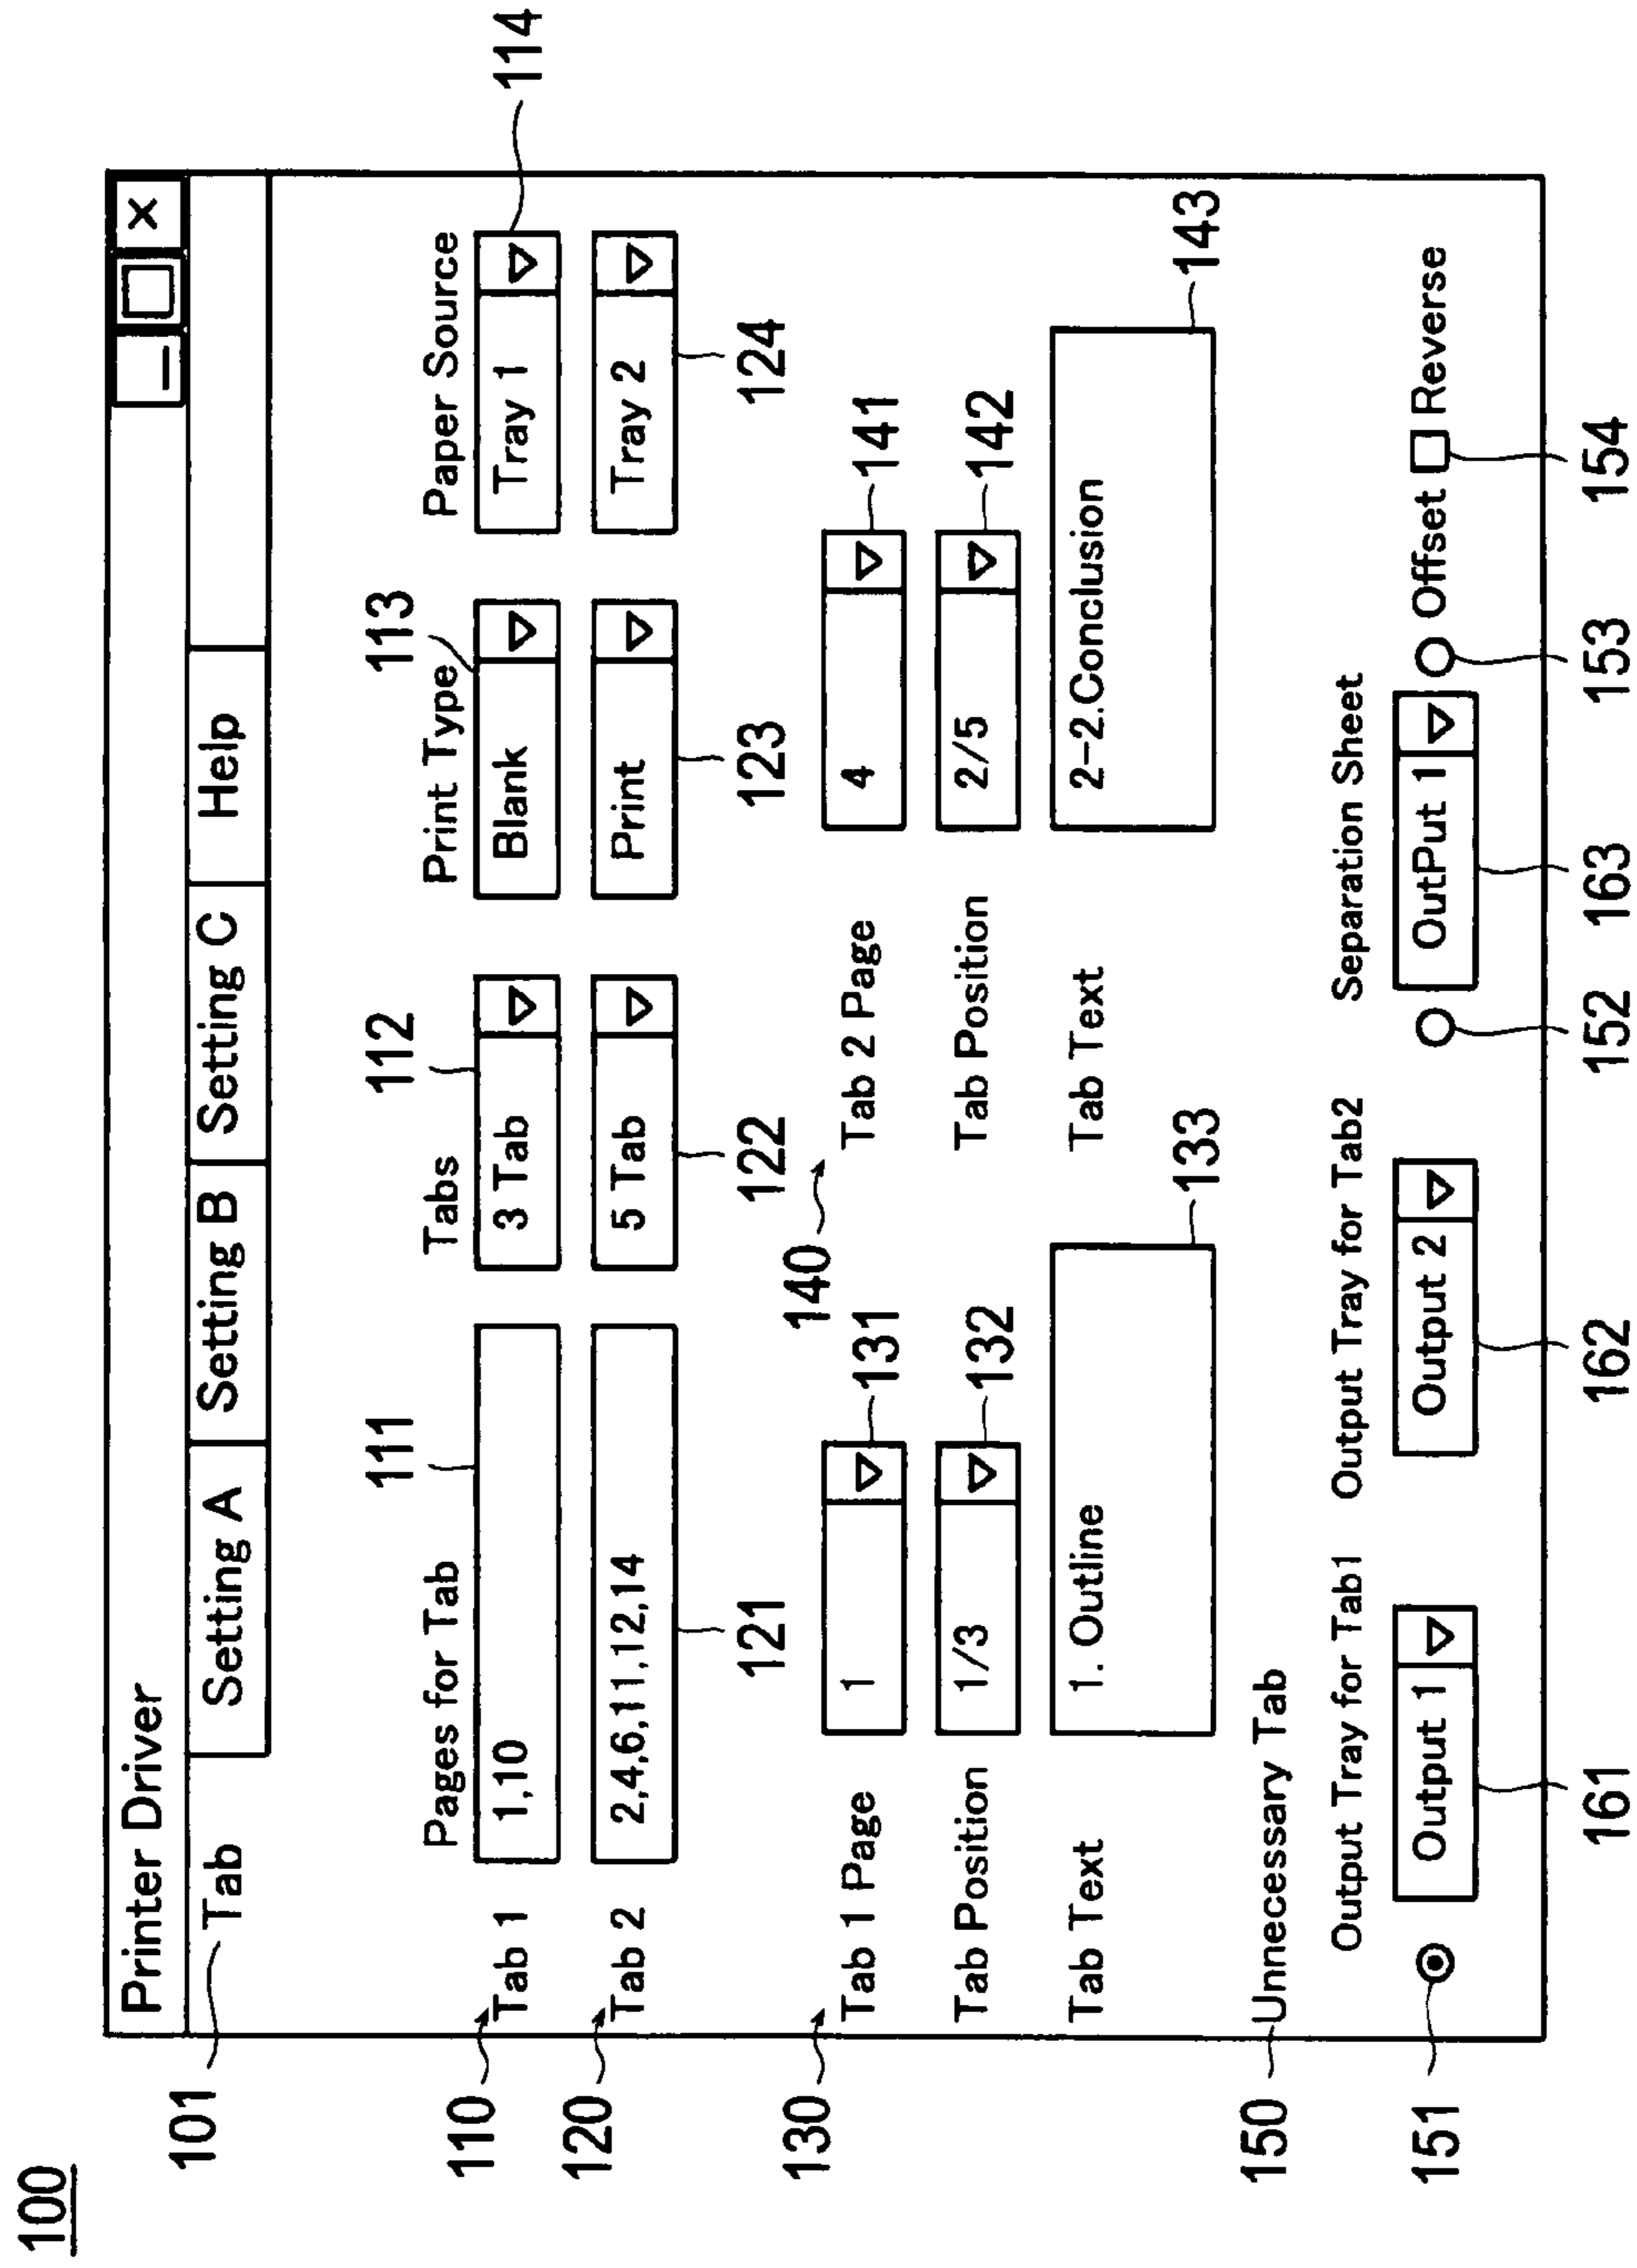 100
Printer Driver
101 Tab Setting A Setting B Setting C Help
111 112 113 114
Pages for Tab Tabs Print Type Paper Source
110 Tab 1 1,10 3 Tab Blank Tray 1
120 Tab 2 2,4,6,11,12,14 5 Tab Print Tray 2
121 122 123 124
130 140
Tab 1 Page 1 131 Tab 2 Page 4 141
Tab Position 1/3 132 Tab Position 2/5 142
Tab Text 1. Outline 133 Tab Text 2-2.Conclusion 143
150 Unnecessary Tab
Output Tray for Tab1 Output Tray for Tab2 Separation Sheet
151 Output 1 Output 2 OutPut 1 Offset Reverse
161 162 152 163 153 154